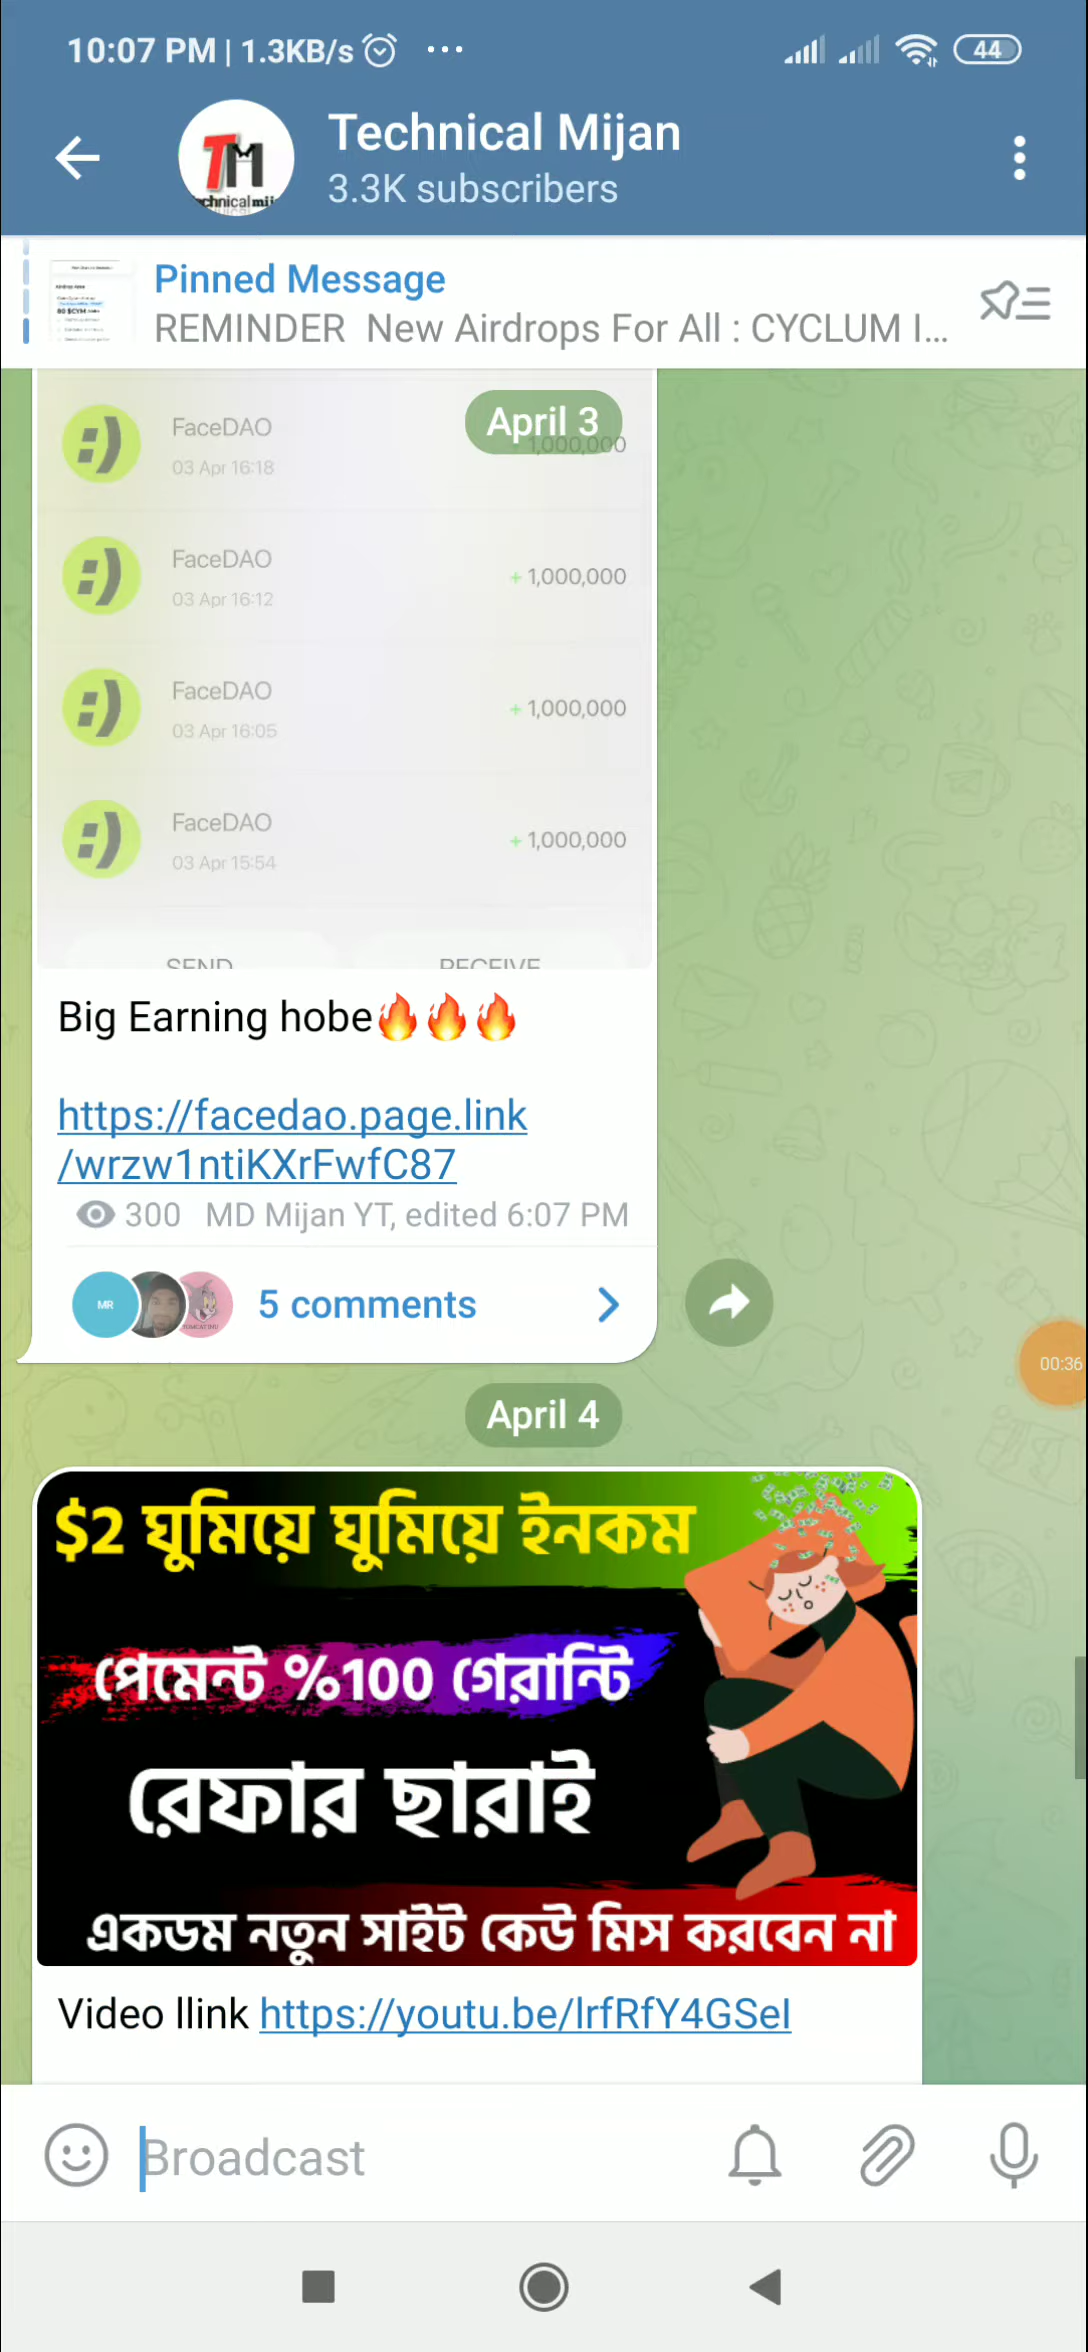 10:07 PM | 1.3KB/s ...
44
Technical Mijan
3.3K subscribers
Pinned Message
REMINDER New Airdrops For All : CYCLUM I...
April 3
FaceDAO
1,000,000
03 Apr 16:18
FaceDAO
+ 1,000,000
03 Apr 16:12
FaceDAO
+ 1,000,000
03 Apr 16:05
FaceDAO
+ 1,000,000
03 Apr 15:54
SEND RECEIVE
Big Earning hobe🔥🔥🔥
https://facedao.page.link
/wrzw1ntiKXrFwfC87
300 MD Mijan YT, edited 6:07 PM
MR
5 comments
00:36
April 4
$2 ঘুমিয়ে ঘুমিয়ে ইনকম
পেমেন্ট %100 গেরান্টি
রেফার ছারাই
একডম নতুন সাইট কেউ মিস করবেন না
Video llink https://youtu.be/lrfRfY4GSeI
Broadcast